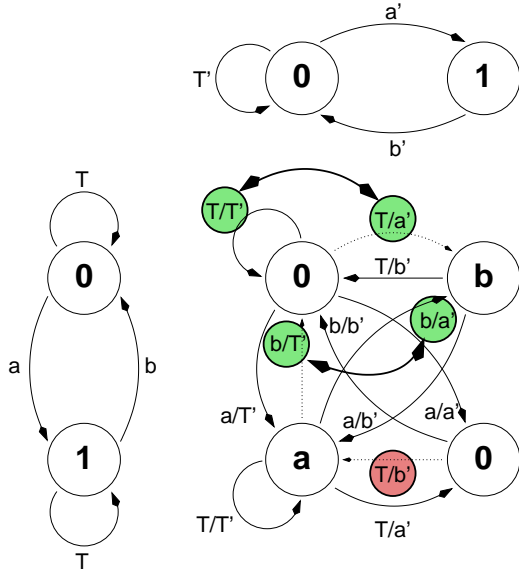 a'
0
1
T'
b'
T
T/T'
T/a'
0
0
b
T/b'
b/b'
b/a'
b/T'
a
b
a/T'
a/b'
a/a'
1
a
0
T/b'
T/T'
T/a'
T